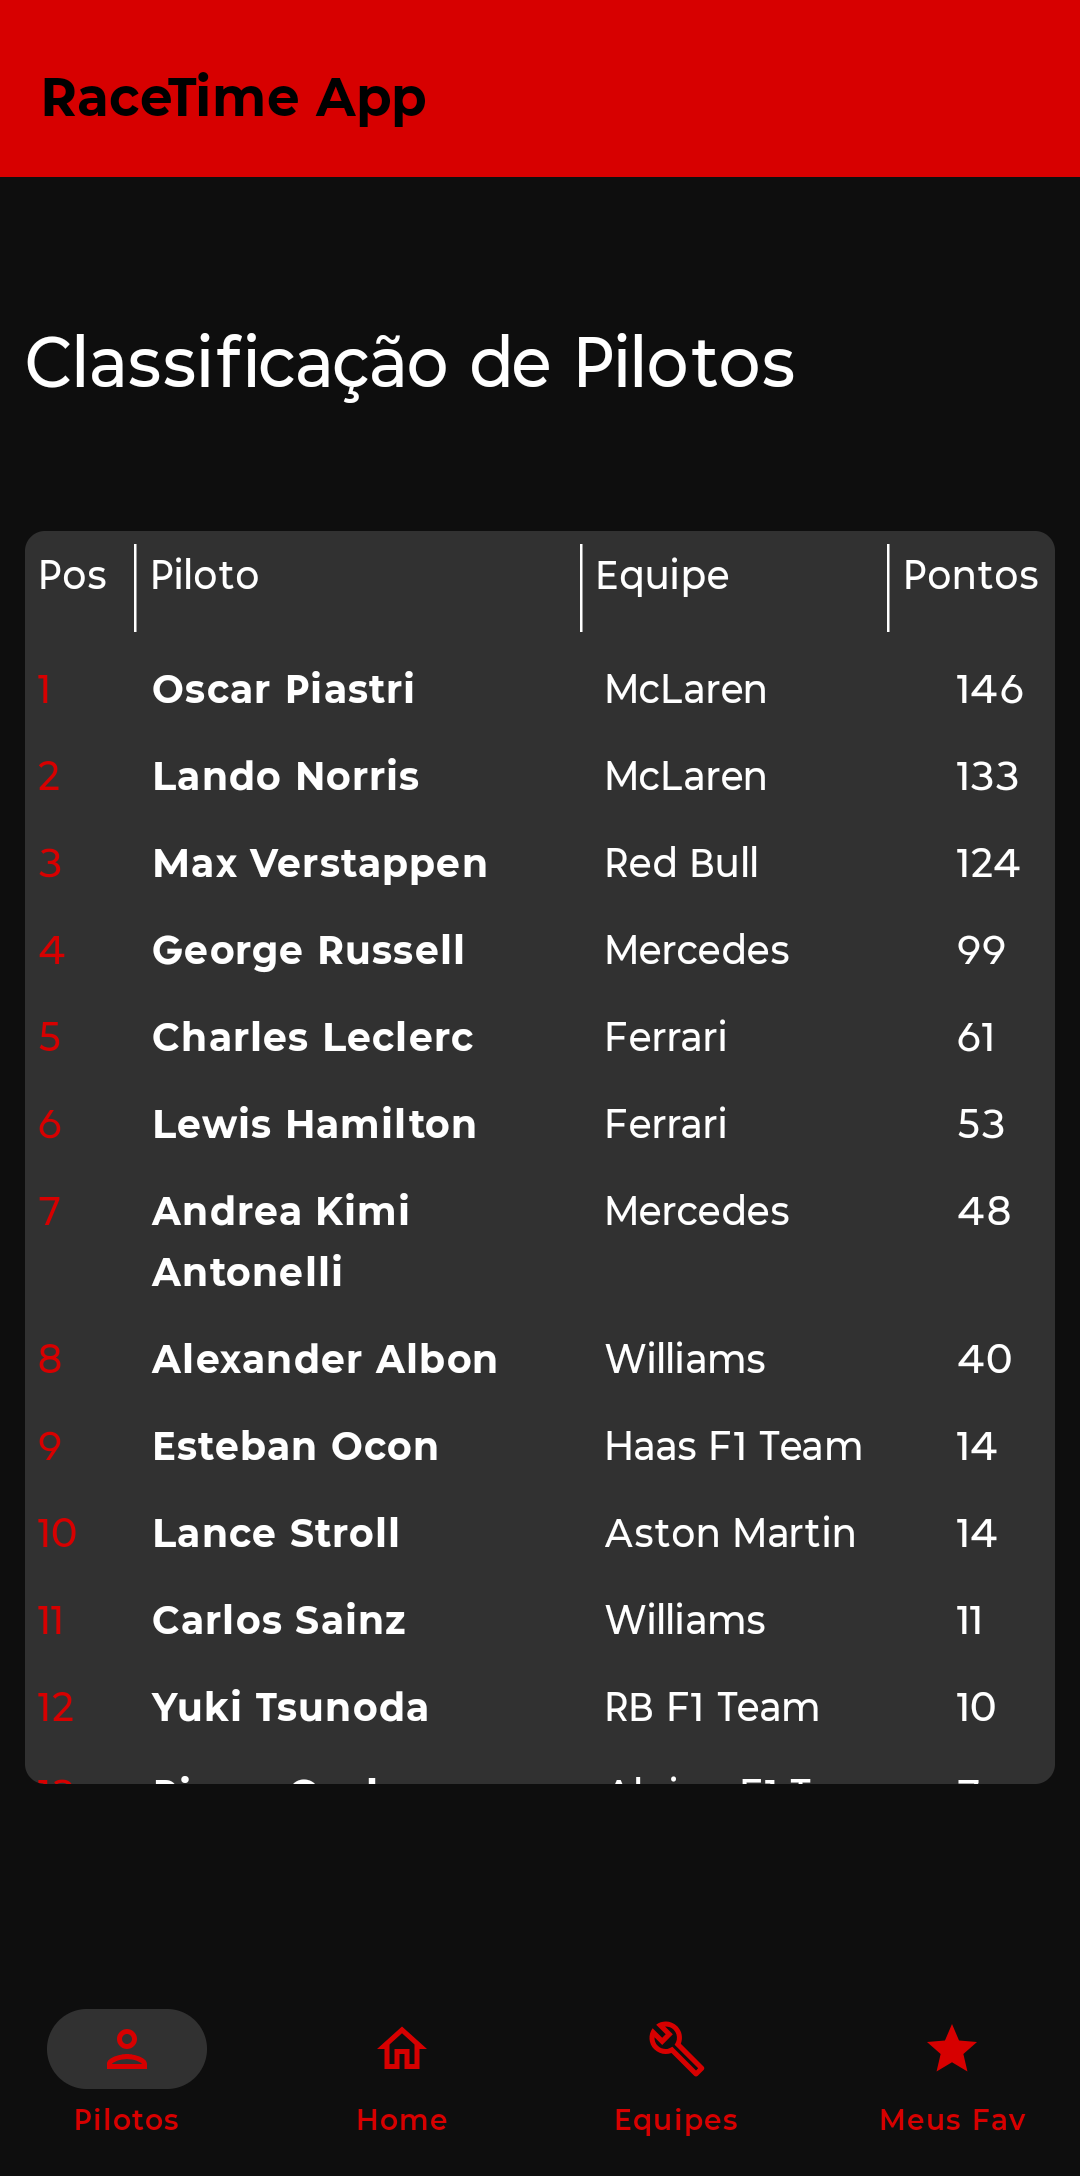 RaceTime App
Classificação de Pilotos
Pos Piloto Equipe Pontos
1 Oscar Piastri McLaren 146
2 Lando Norris McLaren 133
3 Max Verstappen Red Bull 124
4 George Russell Mercedes 99
5 Charles Leclerc Ferrari 61
6 Lewis Hamilton Ferrari 53
7 Andrea Kimi Mercedes 48
Antonelli
8 Alexander Albon Williams 40
9 Esteban Ocon Haas F1 Team 14
10 Lance Stroll Aston Martin 14
11 Carlos Sainz Williams 11
12 Yuki Tsunoda RB F1 Team 10
Pilotos Home Equipes Meus Fav